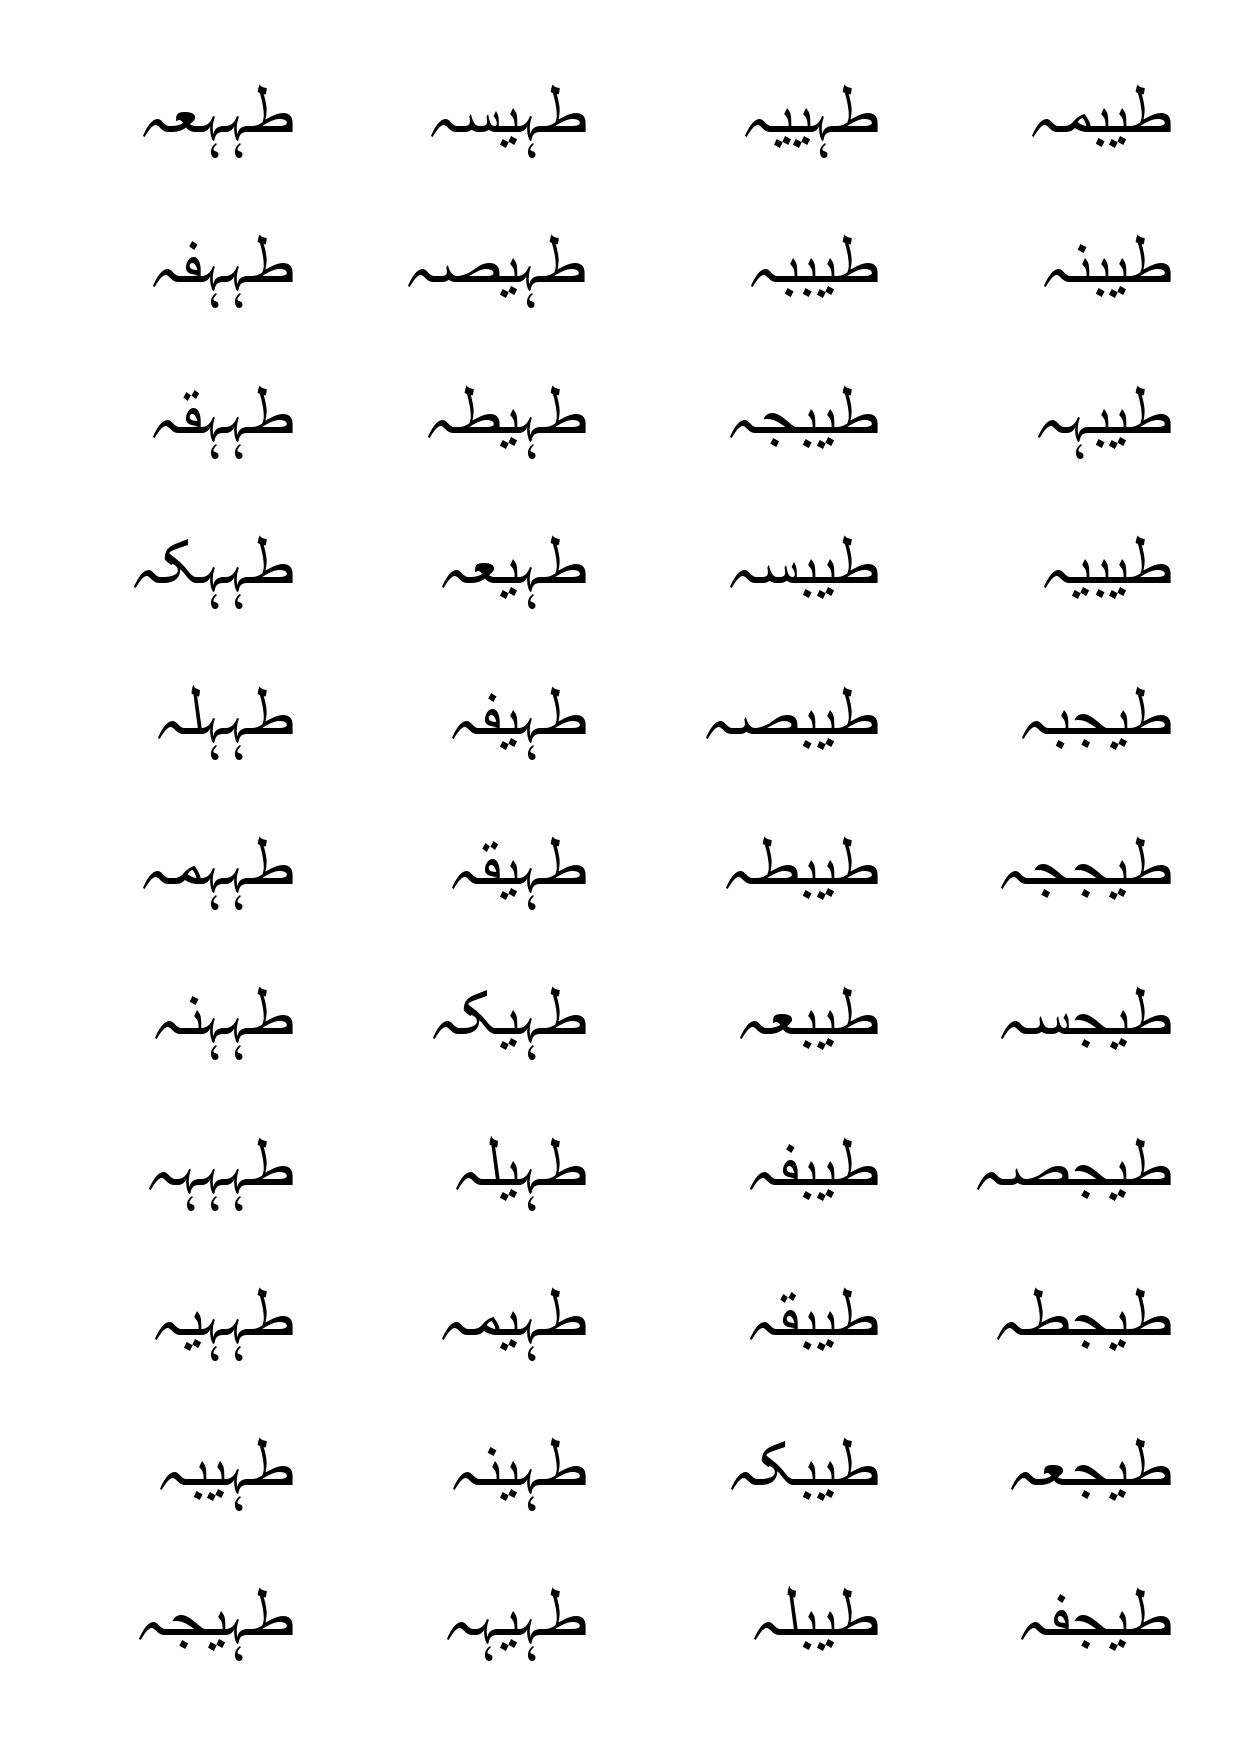 طیبمہ طہییہ طہیسہ طہہعہ
طیبنہ طیببہ طہیصہ طہہفہ
طیبہہ طیبجہ طہیطہ طہہقہ
طیبیہ طیبسہ طہیعہ طہہکہ
طیجبہ طیبصہ طہیفہ طہہلہ
طیججہ طیبطہ طہیقہ طہہمہ
طیجسہ طیبعہ طہیکہ طہہنہ
طیجصہ طیبفہ طہیلہ طہہہہ
طیجطہ طیبقہ طہیمہ طہہیہ
طیجعہ طیبکہ طہینہ طہیبہ
طیجفہ طیبلہ طہیہہ طہیجہ